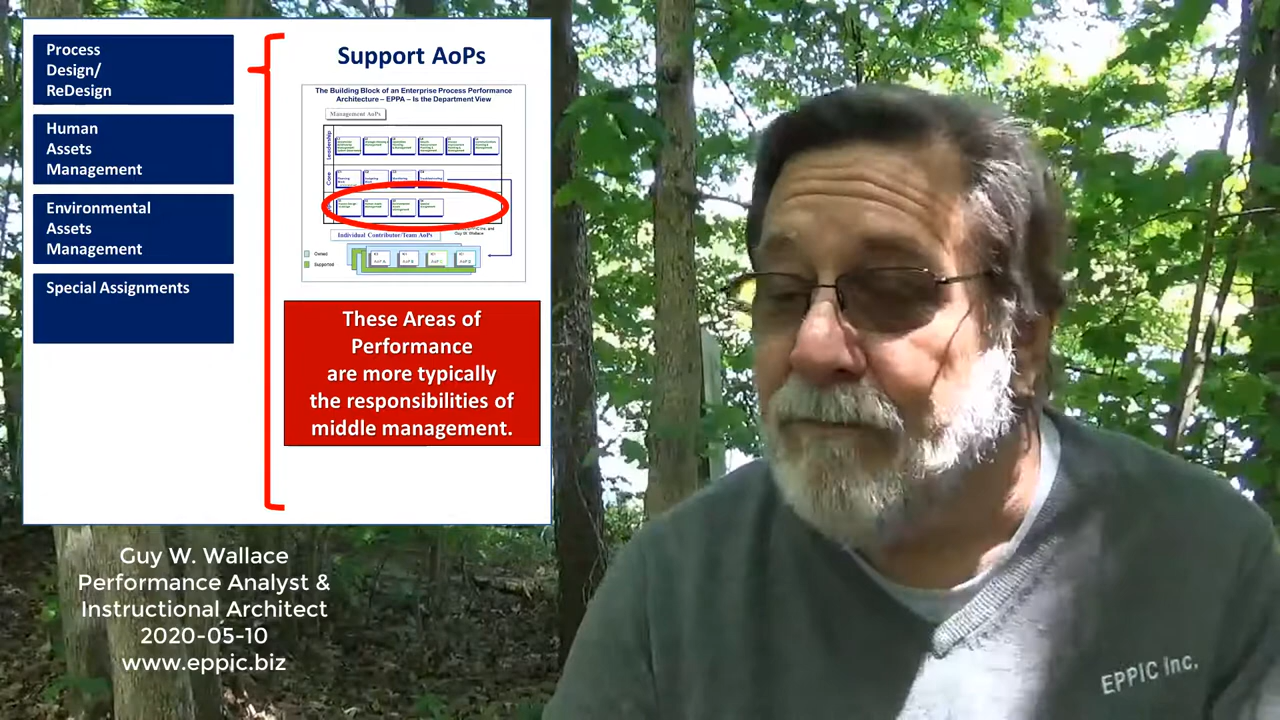 Process
Design/
ReDesign
Human
Assets
Management
Environmental
Assets
Management
Special Assignments
Support AoPs
The Building Block of an Enterprise Process Performance
Architecture – EPPA – Is the Department View
Management AoPs
Leadership
Core
Individual Contributor/Team AoPs
Guy W. Wallace
Owned
Supported
These Areas of
Performance
are more typically
the responsibilities of
middle management.
Guy W. Wallace
Performance Analyst &
Instructional Architect
2020-05-10
www.eppic.biz
EPPIC Inc.